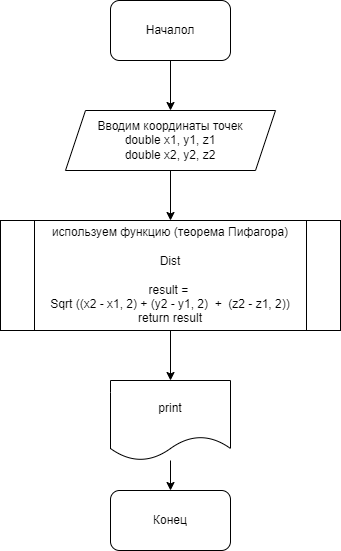 Началол
Вводим координаты точек
double x1, y1, z1
double x2, y2, z2
используем функцию (теорема Пифагора)
Dist
result =
Sqrt ((x2 - x1, 2) + (y2 - y1, 2)  +  (z2 - z1, 2))
return result
print
Конец